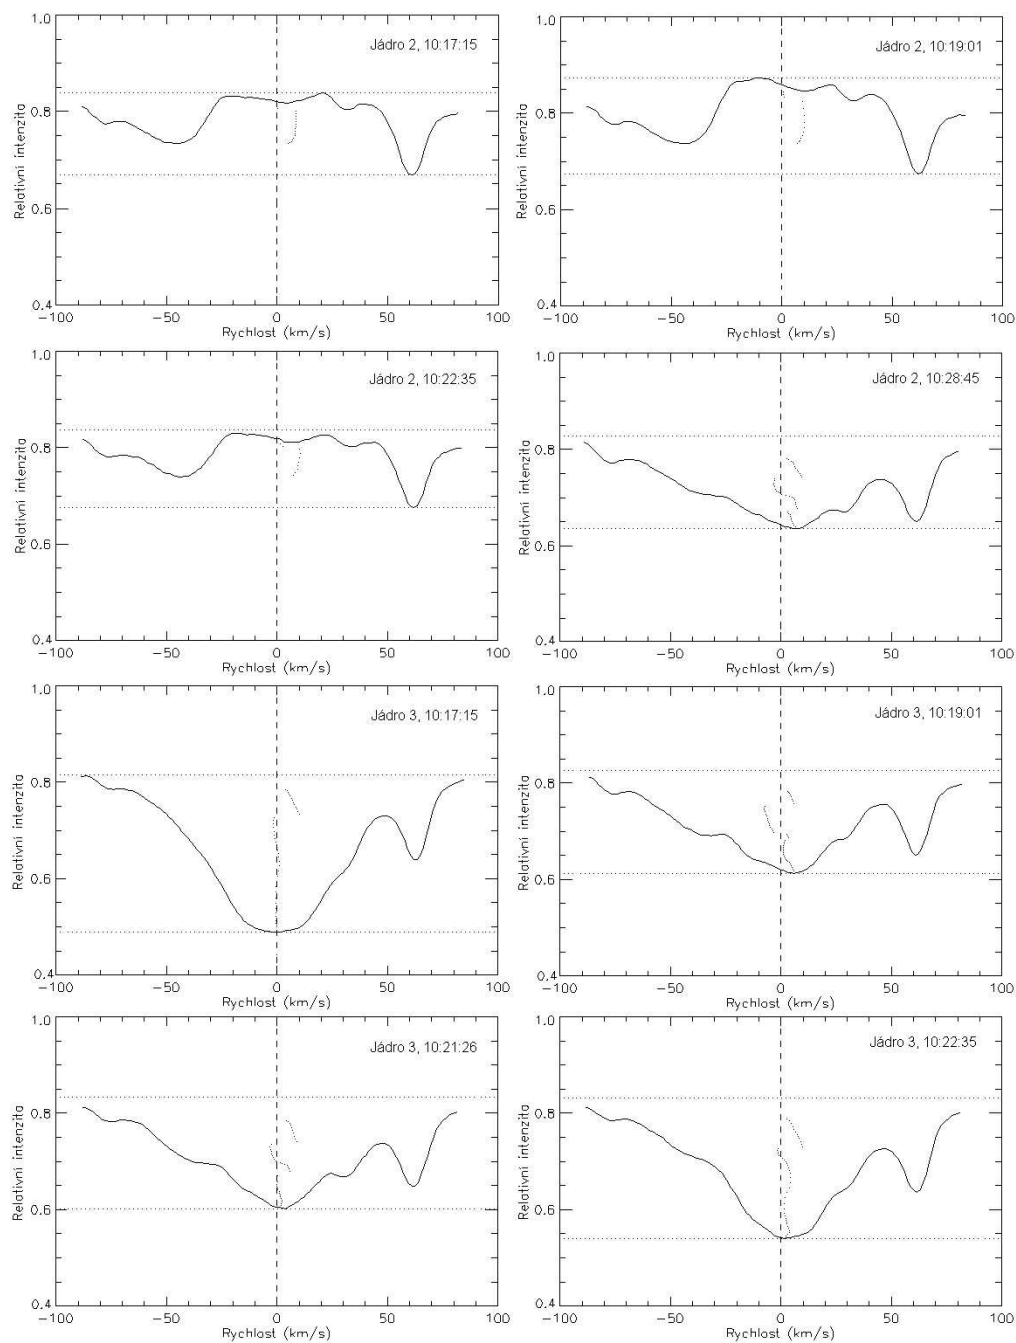 1.0
Jádro 2, 10:17:15
0.8
0.6
0.4
Relativni intenzita
−100 −50 0 50 100
Rychlost (km/s)
1.0
Jádro 2, 10:19:01
0.8
0.6
0.4
Relativni intenzita
−100 −50 0 50 100
Rychlost (km/s)
1.0
Jádro 2, 10:22:35
0.8
0.6
0.4
Relativni intenzita
−100 −50 0 50 100
Rychlost (km/s)
1.0
Jádro 2, 10:28:45
0.8
0.6
0.4
Relativni intenzita
−100 −50 0 50 100
Rychlost (km/s)
1.0
Jádro 3, 10:17:15
0.8
0.6
0.4
Relativni intenzita
−100 −50 0 50 100
Rychlost (km/s)
1.0
Jádro 3, 10:19:01
0.8
0.6
0.4
Relativni intenzita
−100 −50 0 50 100
Rychlost (km/s)
1.0
Jádro 3, 10:21:26
0.8
0.6
0.4
Relativni intenzita
−100 −50 0 50 100
Rychlost (km/s)
1.0
Jádro 3, 10:22:35
0.8
0.6
0.4
Relativni intenzita
−100 −50 0 50 100
Rychlost (km/s)